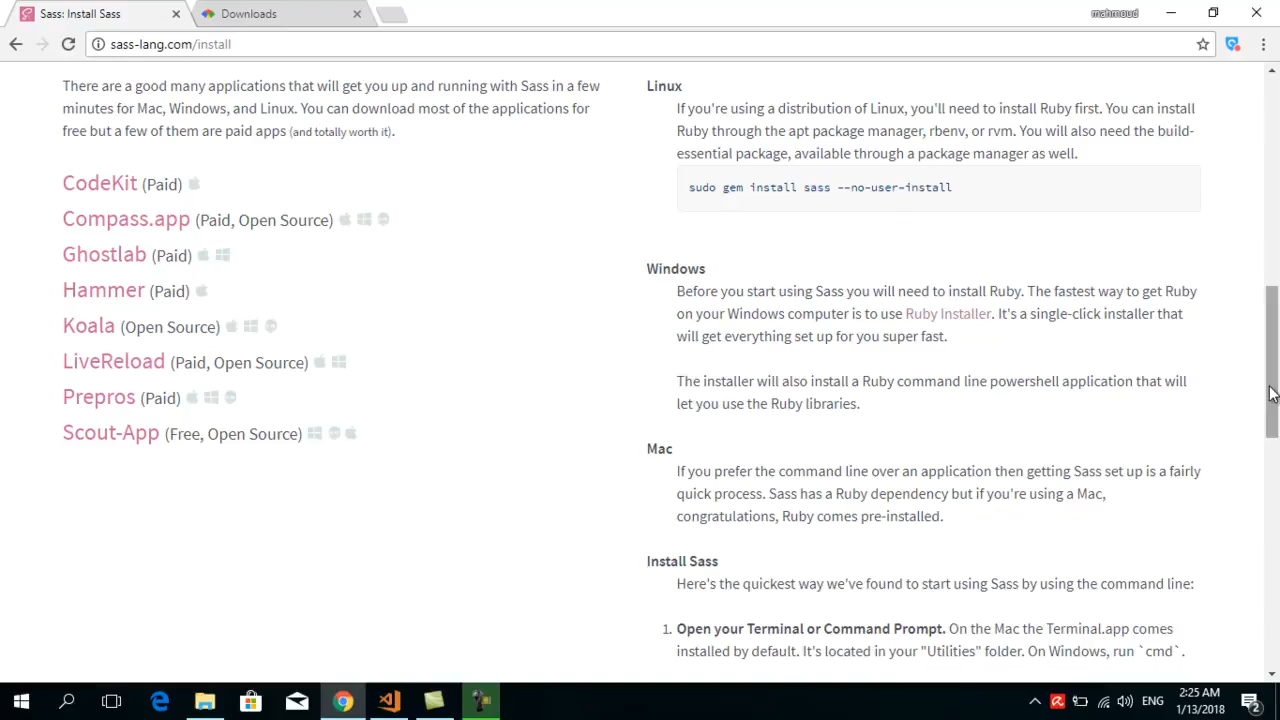 Sass: Install Sass
Downloads
mahmoud
sass-lang.com/install
There are a good many applications that will get you up and running with Sass in a few
minutes for Mac, Windows, and Linux. You can download most of the applications for
free but a few of them are paid apps (and totally worth it).
CodeKit (Paid)
Compass.app (Paid, Open Source)
Ghostlab (Paid)
Hammer (Paid)
Koala (Open Source)
LiveReload (Paid, Open Source)
Prepros (Paid)
Scout-App (Free, Open Source)
Linux
If you're using a distribution of Linux, you'll need to install Ruby first. You can install
Ruby through the apt package manager, rbenv, or rvm. You will also need the build-
essential package, available through a package manager as well.
sudo gem install sass --no-user-install
Windows
Before you start using Sass you will need to install Ruby. The fastest way to get Ruby
on your Windows computer is to use Ruby Installer. It's a single-click installer that
will get everything set up for you super fast.
The installer will also install a Ruby command line powershell application that will
let you use the Ruby libraries.
Mac
If you prefer the command line over an application then getting Sass set up is a fairly
quick process. Sass has a Ruby dependency but if you're using a Mac,
congratulations, Ruby comes pre-installed.
Install Sass
Here's the quickest way we've found to start using Sass by using the command line:
1. Open your Terminal or Command Prompt. On the Mac the Terminal.app comes
installed by default. It's located in your "Utilities" folder. On Windows, run `cmd`.
ENG
2:25 AM
1/13/2018
2